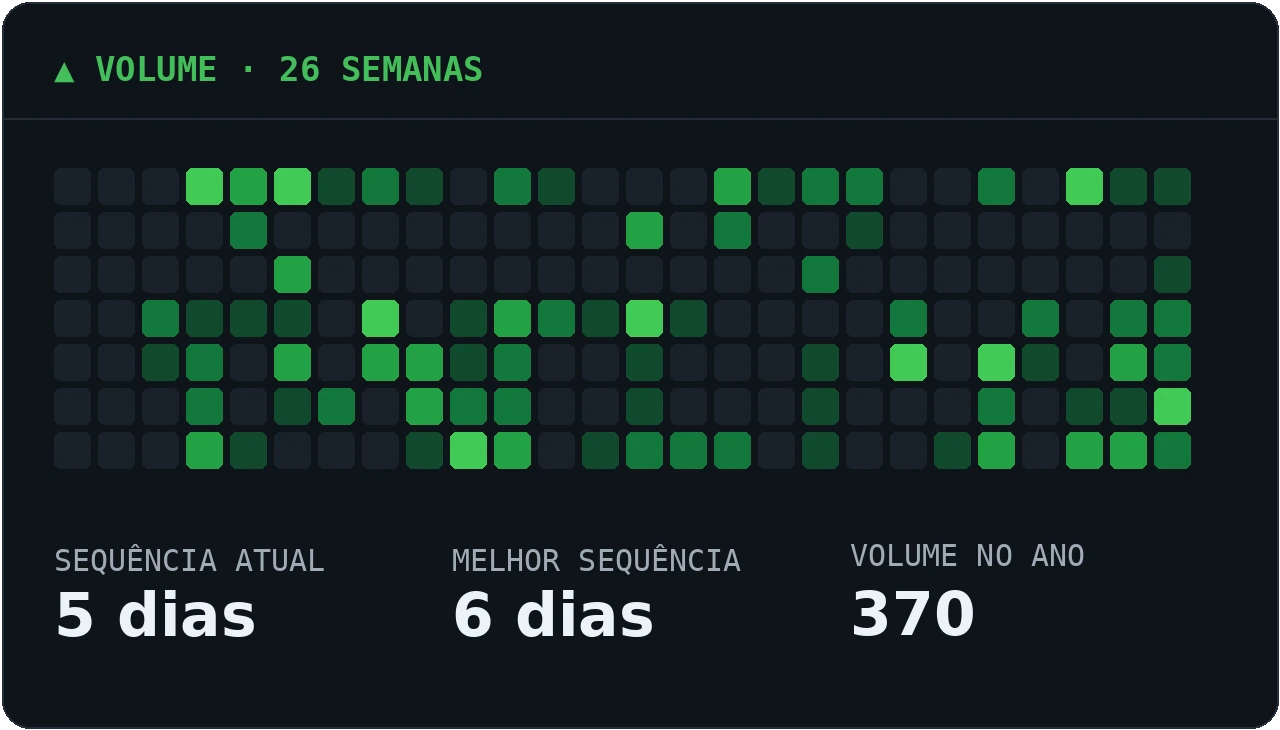 ▲ VOLUME · 26 SEMANAS
SEQUÊNCIA ATUAL
5 dias
MELHOR SEQUÊNCIA
6 dias
VOLUME NO ANO
370